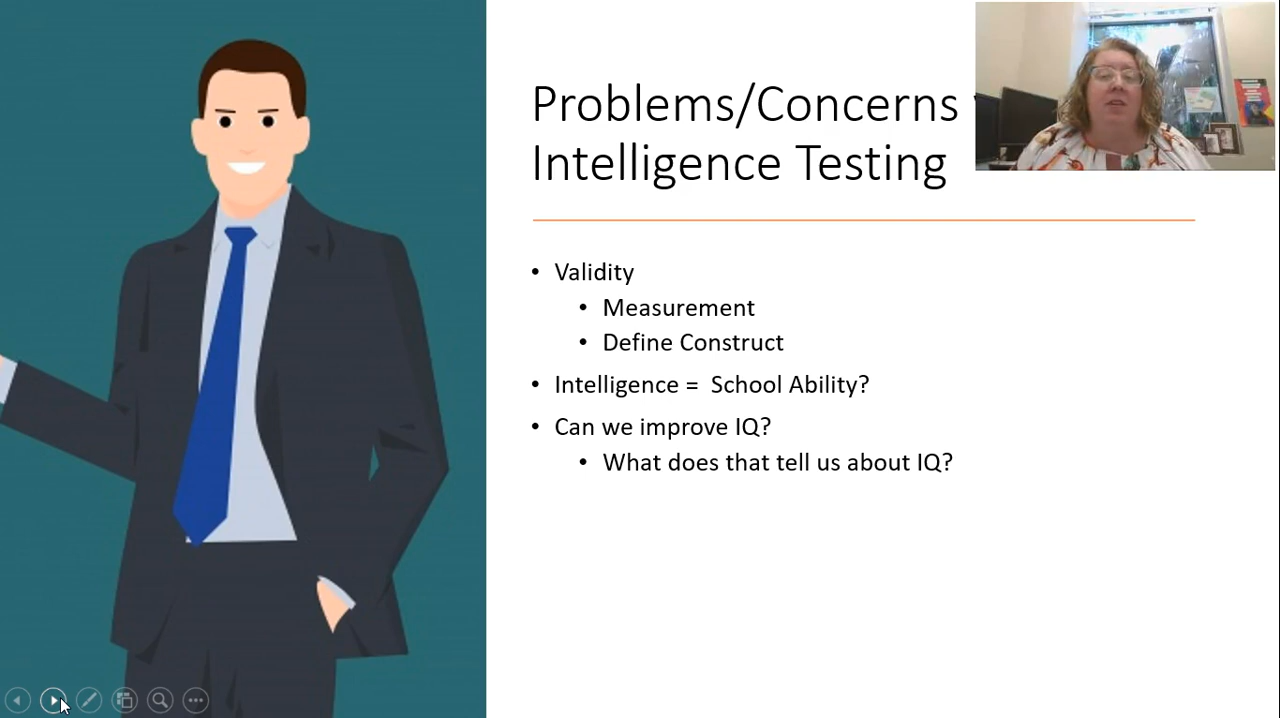 Problems/Concerns
Intelligence Testing
• Validity
• Measurement
• Define Construct
• Intelligence = School Ability?
• Can we improve IQ?
• What does that tell us about IQ?